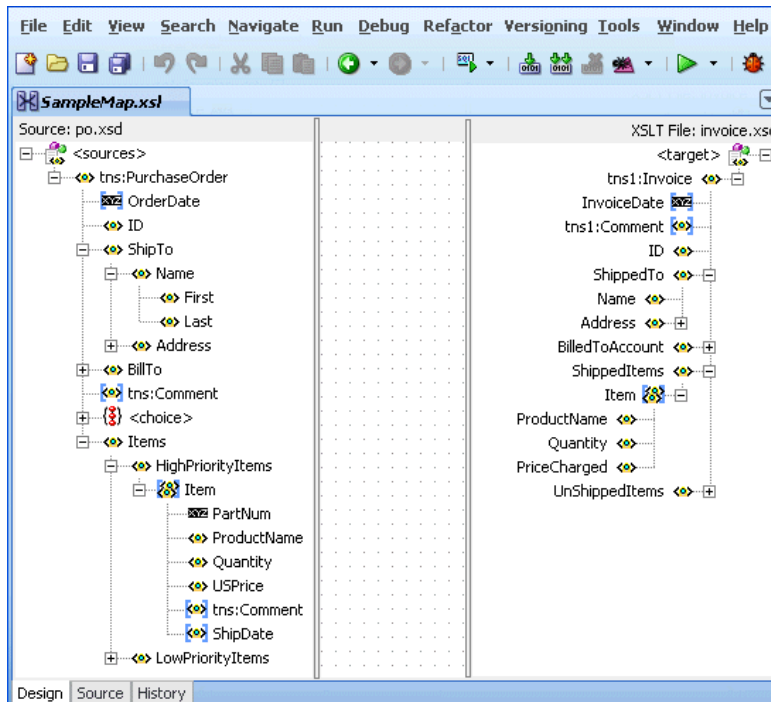 File Edit View Search Navigate Run Debug Refactor Versioning Tools Window Help
SampleMap.xsl
Source: po.xsd
XSLT File: invoice.xsd
<sources>
tns:PurchaseOrder
OrderDate
ID
ShipTo
Name
First
Last
Address
BillTo
tns:Comment
<choice>
Items
HighPriorityItems
Item
PartNum
ProductName
Quantity
USPrice
tns:Comment
ShipDate
LowPriorityItems
<target>
tns1:Invoice
InvoiceDate
tns1:Comment
ID
ShippedTo
Name
Address
BilledToAccount
ShippedItems
Item
ProductName
Quantity
PriceCharged
UnShippedItems
Design Source History